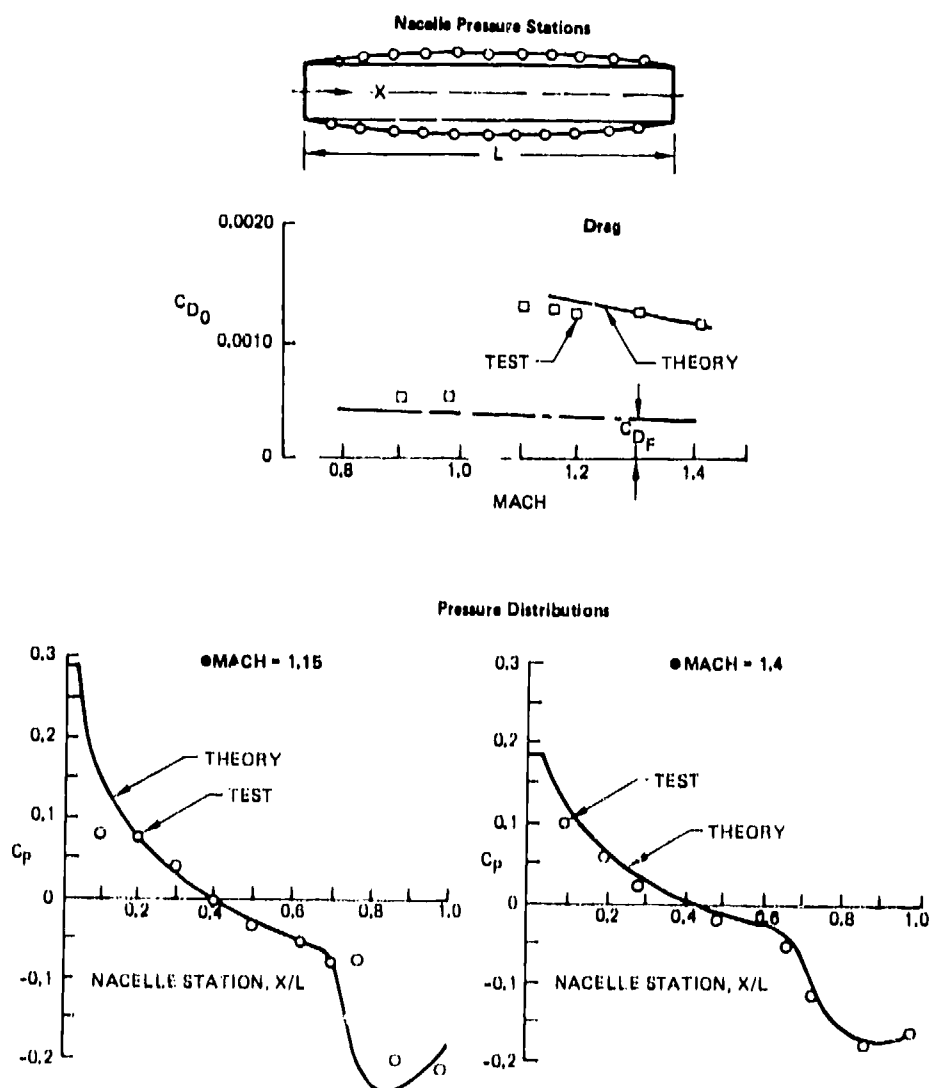 Nacelle Pressure Stations
X
L
Drag
0.0020
C D0
0.0010
TEST
THEORY
C DF
0
0.8
1.0
1.2
1.4
MACH
Pressure Distributions
0.3
●MACH = 1.15
0.2
THEORY
TEST
0.1
Cp
0
0.2
0.4
0.6
0.8
1.0
-0.1
NACELLE STATION, X/L
-0.2
0.3
●MACH = 1.4
0.2
TEST
0.1
THEORY
Cp
0
0.2
0.4
0.6
0.8
1.0
-0.1
NACELLE STATION, X/L
-0.2